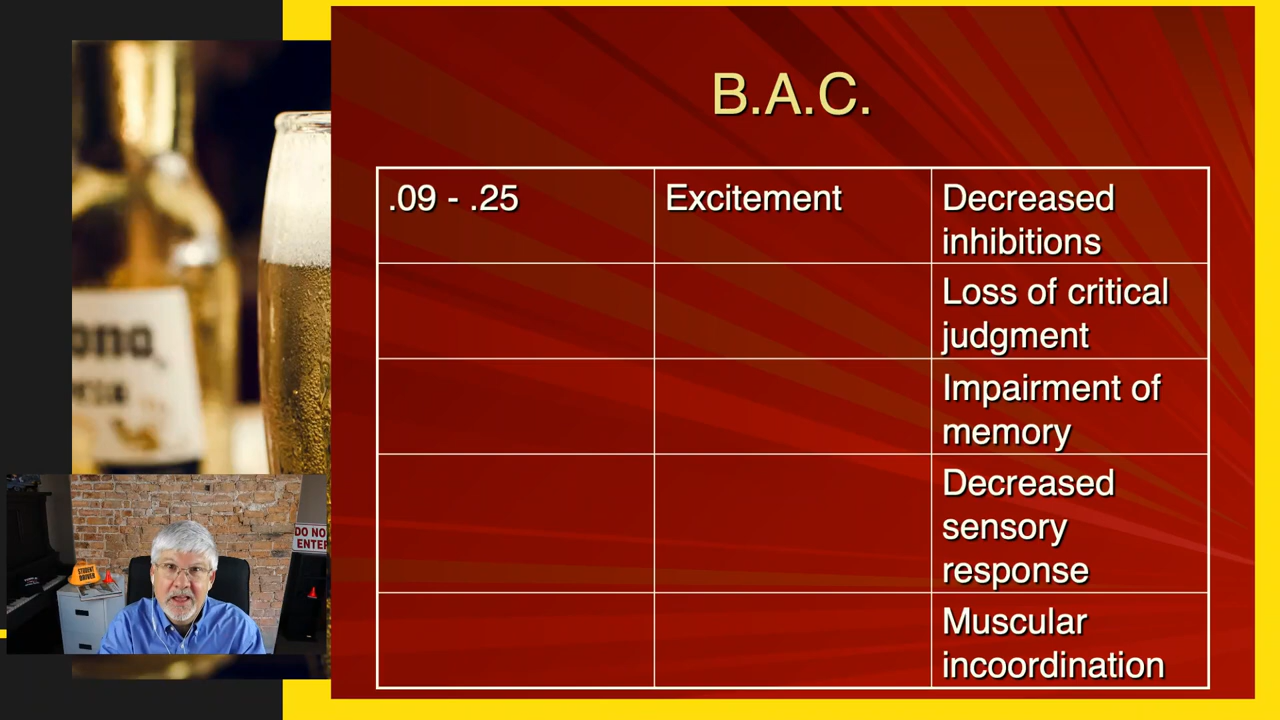 B.A.C.
.09 - .25
Excitement
Decreased
inhibitions
Loss of critical
judgment
Impairment of
memory
Decreased
sensory
response
Muscular
incoordination
DO NO
ENTER
STUDENT
DRIVER